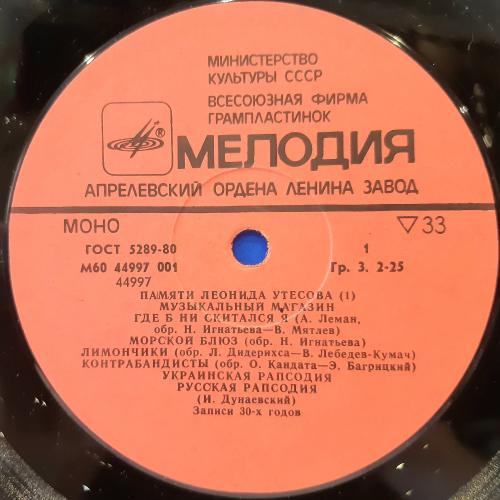 МИНИСТЕРСТВО
КУЛЬТУРЫ СССР
ВСЕСОЮЗНАЯ ФИРМА
ГРАМПЛАСТИНОК
®
МЕЛОДИЯ
АПРЕЛЕВСКИЙ ОРДЕНА ЛЕНИНА ЗАВОД
МОНО ▽33
ГОСТ 5289-80 1
М60 44997 001 Гр. 3. 2-25
44997
ПАМЯТИ ЛЕОНИДА УТЕСОВА (1)
МУЗЫКАЛЬНЫЙ МАГАЗИН
ГДЕ Б НИ СКИТАЛСЯ Я (А. Леман,
обр. Н. Игнатьева—В. Мятлев)
МОРСКОЙ БЛЮЗ (обр. Н. Игнатьева)
ЛИМОНЧИКИ (обр. Л. Дидерихса—В. Лебедев-Кумач)
КОНТРАБАНДИСТЫ (обр. О. Кандата—Э. Багрицкий)
УКРАИНСКАЯ РАПСОДИЯ
РУССКАЯ РАПСОДИЯ
(И. Дунаевский)
Записи 30-х годов